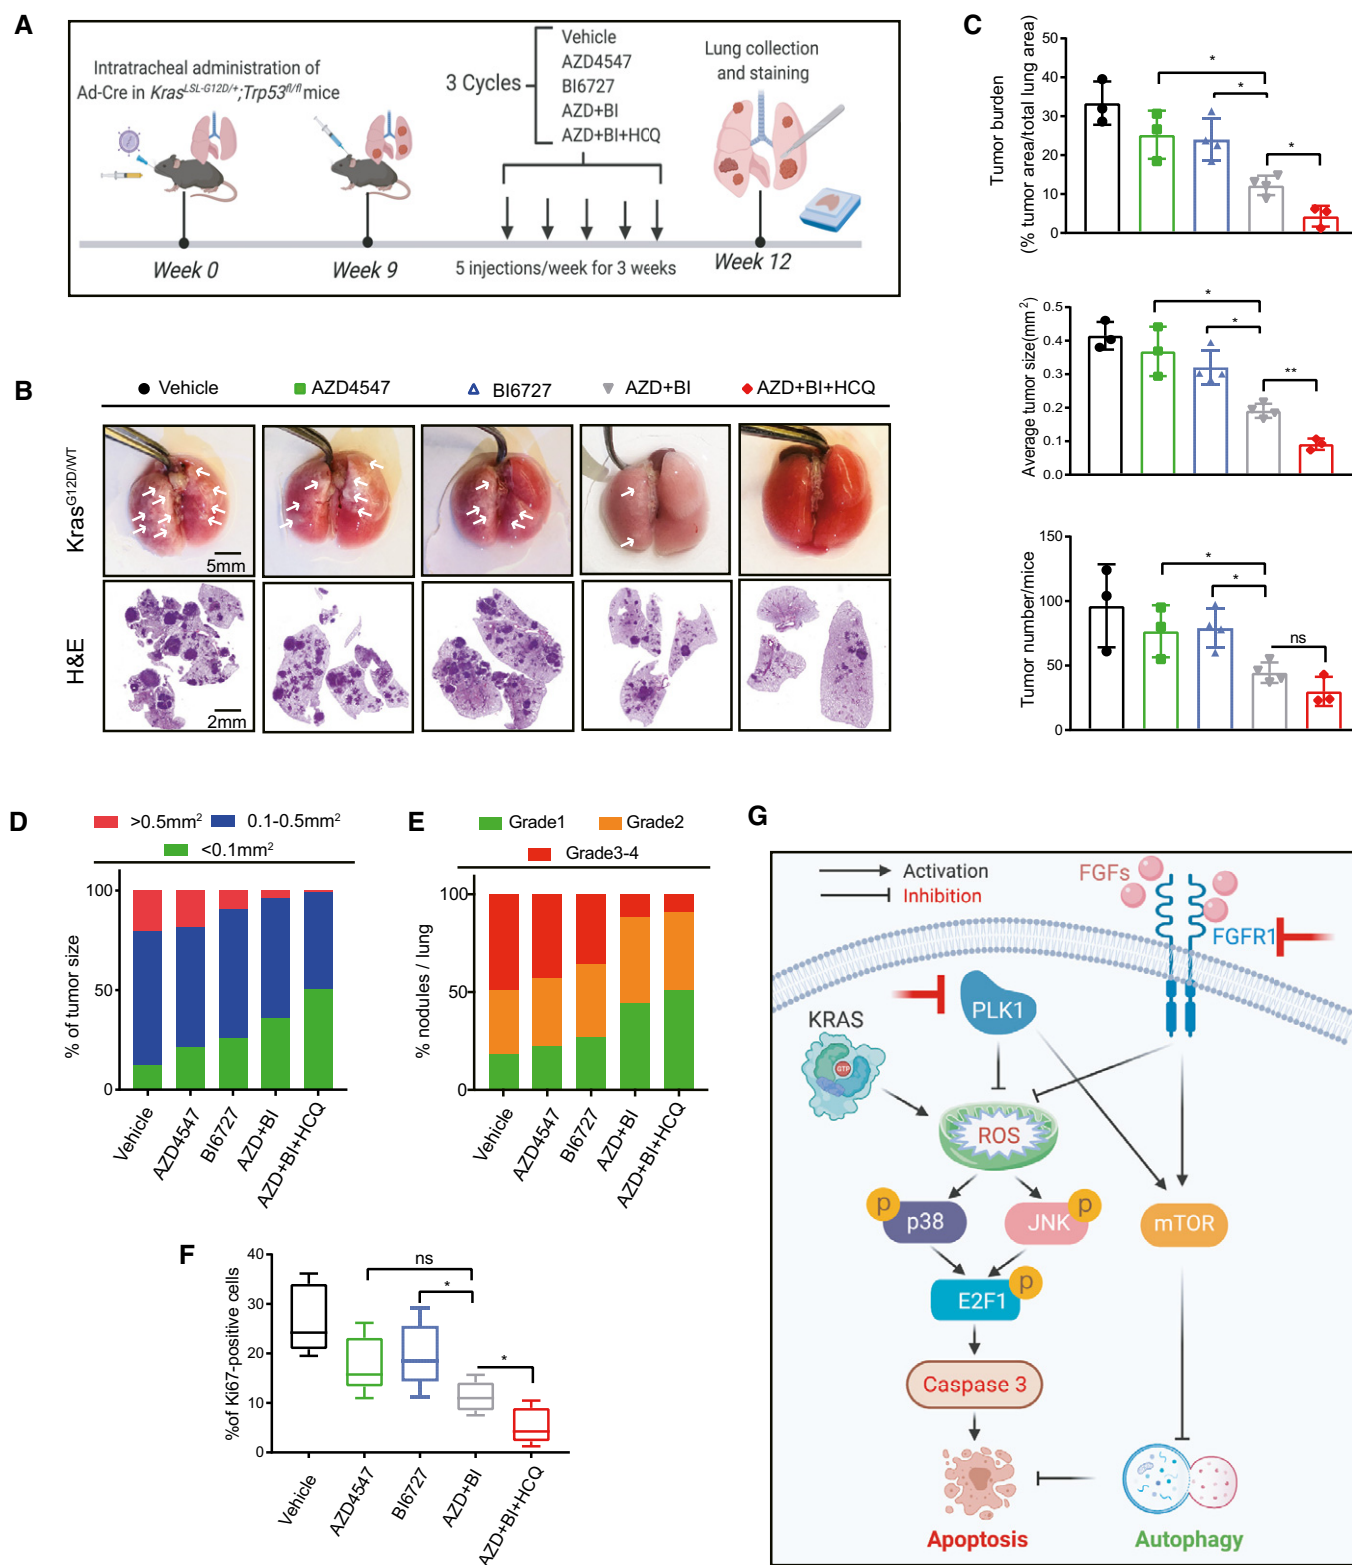 A
Intratracheal administration of
Ad-Cre in Kras^LSL-G12D/+;Trp53^fl/fl mice
3 Cycles
Vehicle
AZD4547
BI6727
AZD+BI
AZD+BI+HCQ
Lung collection
and staining
Week 0
Week 9
5 injections/week for 3 weeks
Week 12
B
Vehicle
AZD4547
BI6727
AZD+BI
AZD+BI+HCQ
Kras^G12D/WT
5mm
H&E
2mm
C
Tumor burden
(% tumor area/total lung area)
50
40
30
20
10
0
*
*
*
Average tumor size(mm²)
0.5
0.4
0.3
0.2
0.1
0.0
*
*
**
Tumor number/mice
150
100
50
0
*
*
ns
D
>0.5mm²
0.1-0.5mm²
<0.1mm²
% of tumor size
100
50
0
Vehicle
AZD4547
BI6727
AZD+BI
AZD+BI+HCQ
E
Grade1
Grade2
Grade3-4
% nodules / lung
100
50
0
Vehicle
AZD4547
BI6727
AZD+BI
AZD+BI+HCQ
F
%of Ki67-positive cells
40
30
20
10
0
ns
*
*
Vehicle
AZD4547
BI6727
AZD+BI
AZD+BI+HCQ
G
Activation
Inhibition
FGFs
FGFR1
PLK1
KRAS
GTP
ROS
p
p38
JNK
p
mTOR
E2F1
p
Caspase 3
Apoptosis
Autophagy